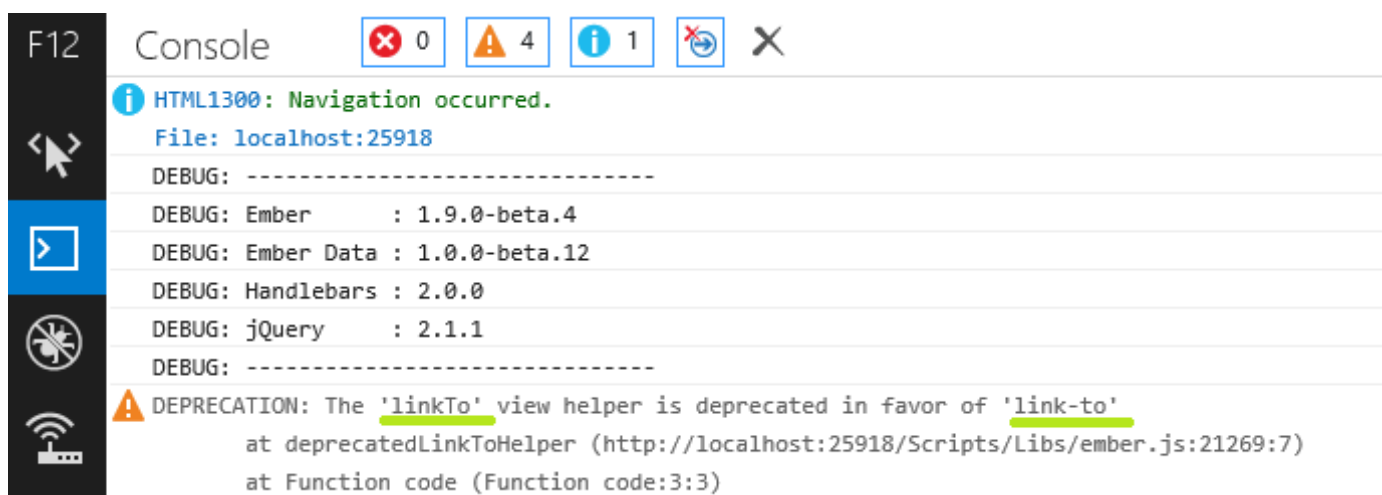 F12 Console 0 4 1
HTML1300: Navigation occurred.
File: localhost:25918
DEBUG: -------------------------------
DEBUG: Ember      : 1.9.0-beta.4
DEBUG: Ember Data : 1.0.0-beta.12
DEBUG: Handlebars : 2.0.0
DEBUG: jQuery     : 2.1.1
DEBUG: -------------------------------
DEPRECATION: The 'linkTo' view helper is deprecated in favor of 'link-to'
at deprecatedLinkToHelper (http://localhost:25918/Scripts/Libs/ember.js:21269:7)
at Function code (Function code:3:3)